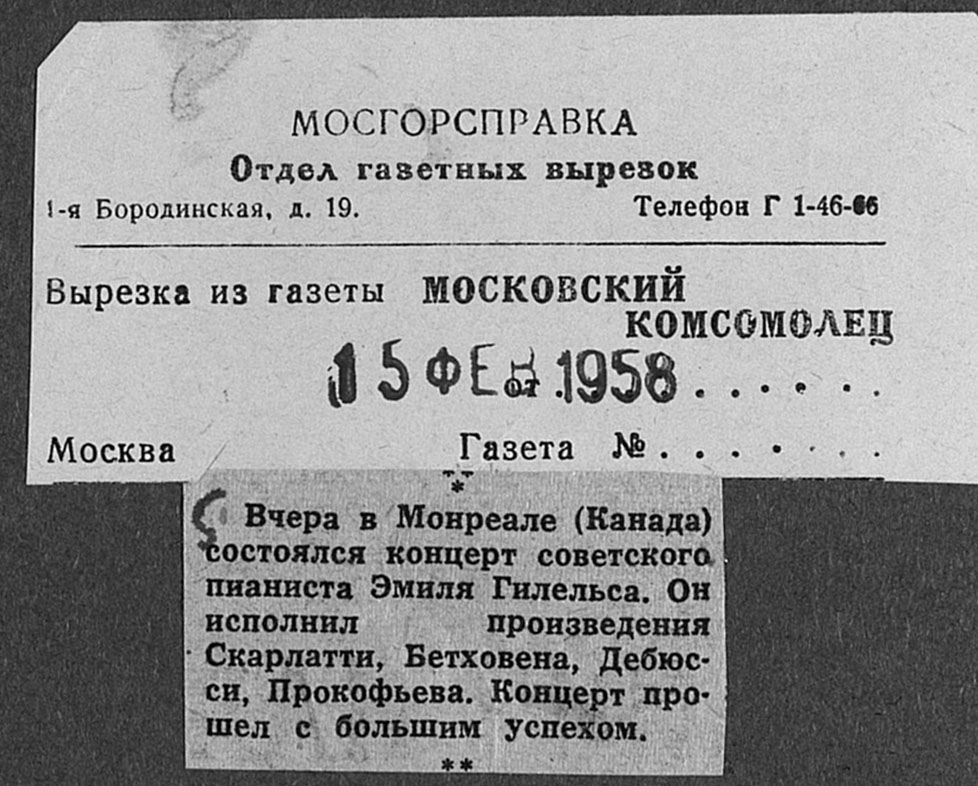 МОСГОРСПРАВКА
Отдел газетных вырезок
1-я Бородинская, д. 19. Телефон Г 1-46-66
Вырезка из газеты МОСКОВСКИЙ
КОМСОМОЛЕЦ
15 ФЕВ 1958 . . . . . .
от
Москва Газета № . . . . . .
*
Вчера в Монреале (Канада)
состоялся концерт советского
пианиста Эмиля Гилельса. Он
исполнил произведения
Скарлатти, Бетховена, Дебюс-
си, Прокофьева. Концерт про-
шел с большим успехом.
**